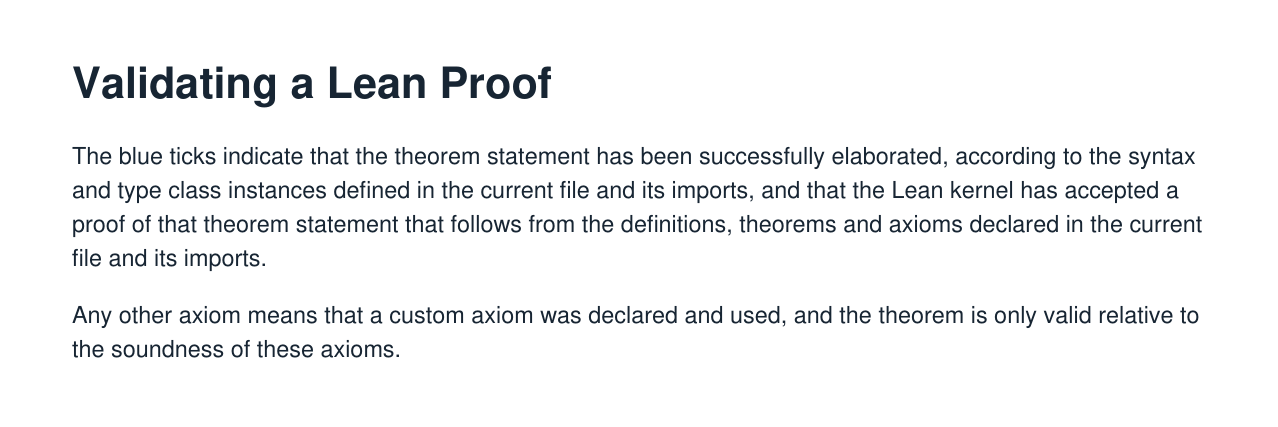 Validating a Lean Proof
The blue ticks indicate that the theorem statement has been successfully elaborated, according to the syntax
and type class instances defined in the current file and its imports, and that the Lean kernel has accepted a
proof of that theorem statement that follows from the definitions, theorems and axioms declared in the current
file and its imports.
Any other axiom means that a custom axiom was declared and used, and the theorem is only valid relative to
the soundness of these axioms.